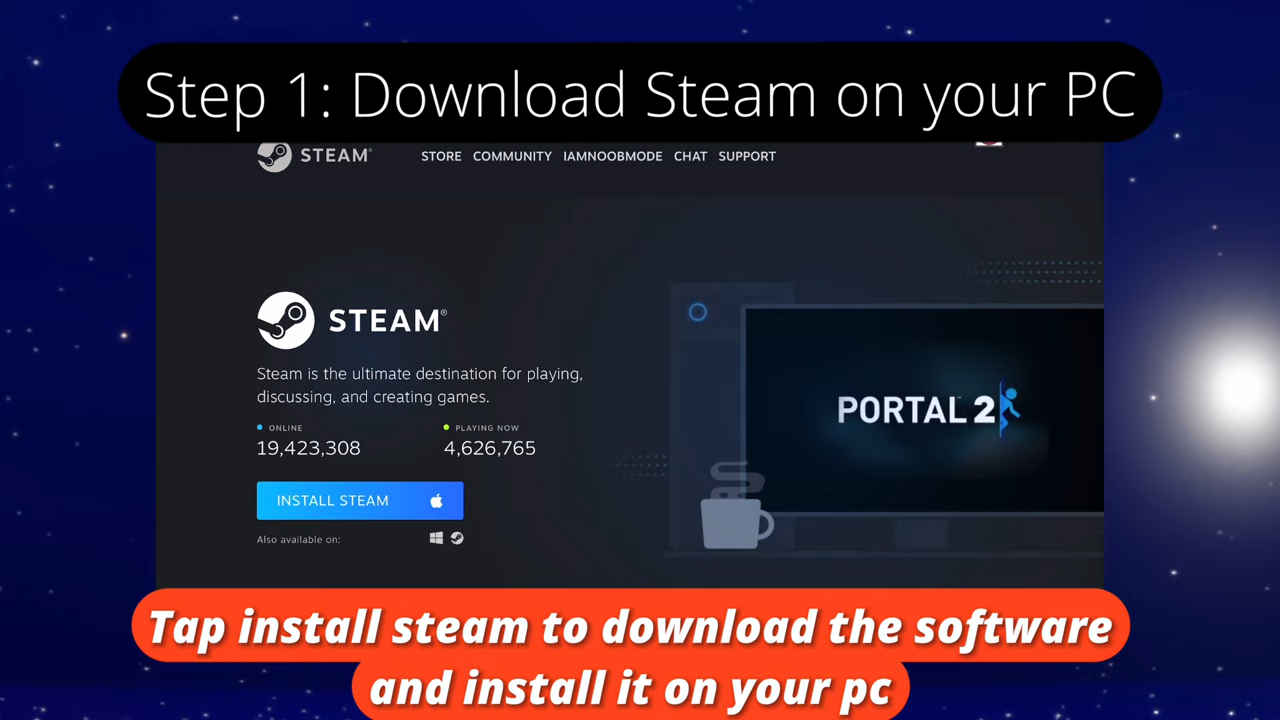 Step 1: Download Steam on your PC
STEAM®
STORE COMMUNITY IAMNOOBMODE CHAT SUPPORT
STEAM®
Steam is the ultimate destination for playing,
discussing, and creating games.
ONLINE PLAYING NOW
19,423,308 4,626,765
PORTAL 2
INSTALL STEAM
Also available on:
Tap install steam to download the software
and install it on your pc